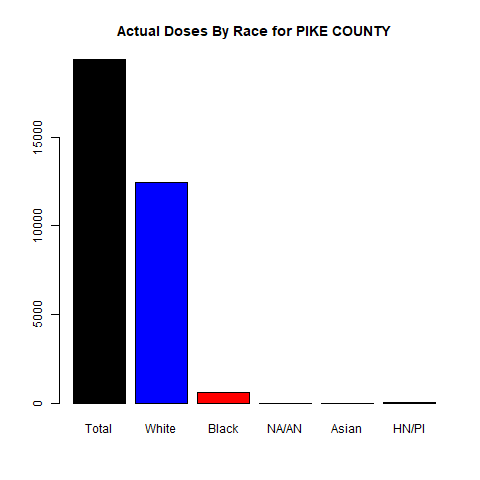 Actual Doses By Race for PIKE COUNTY
15000
10000
5000
0
Total White Black NA/AN Asian HN/PI